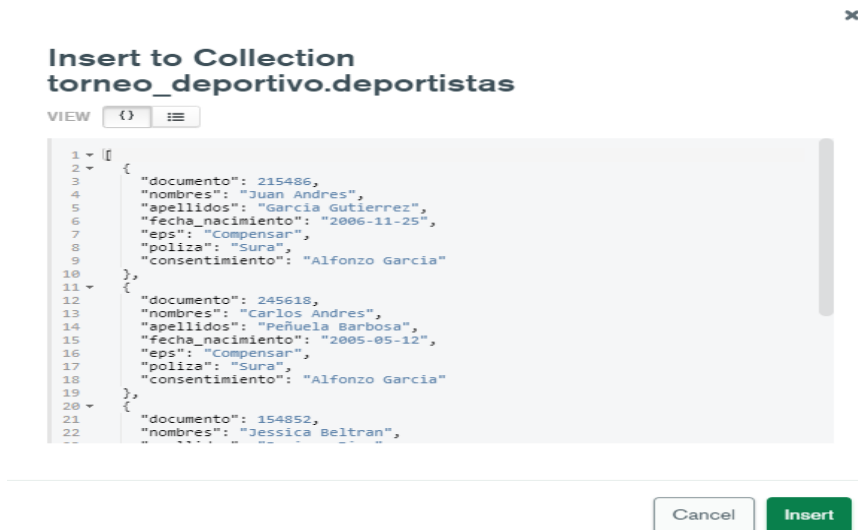 Insert to Collection
torneo_deportivo.deportistas
VIEW {}
1 [
2 {
3 "documento": 215486,
4 "nombres": "Juan Andres",
5 "apellidos": "Garcia Gutierrez",
6 "fecha_nacimiento": "2006-11-25",
7 "eps": "Compensar",
8 "poliza": "Sura",
9 "consentimiento": "Alfonzo Garcia"
10 },
11 {
12 "documento": 245618,
13 "nombres": "Carlos Andres",
14 "apellidos": "Peñuela Barbosa",
15 "fecha_nacimiento": "2005-05-12",
16 "eps": "Compensar",
17 "poliza": "Sura",
18 "consentimiento": "Alfonzo Garcia"
19 },
20 {
21 "documento": 154852,
22 "nombres": "Jessica Beltran",
Cancel Insert